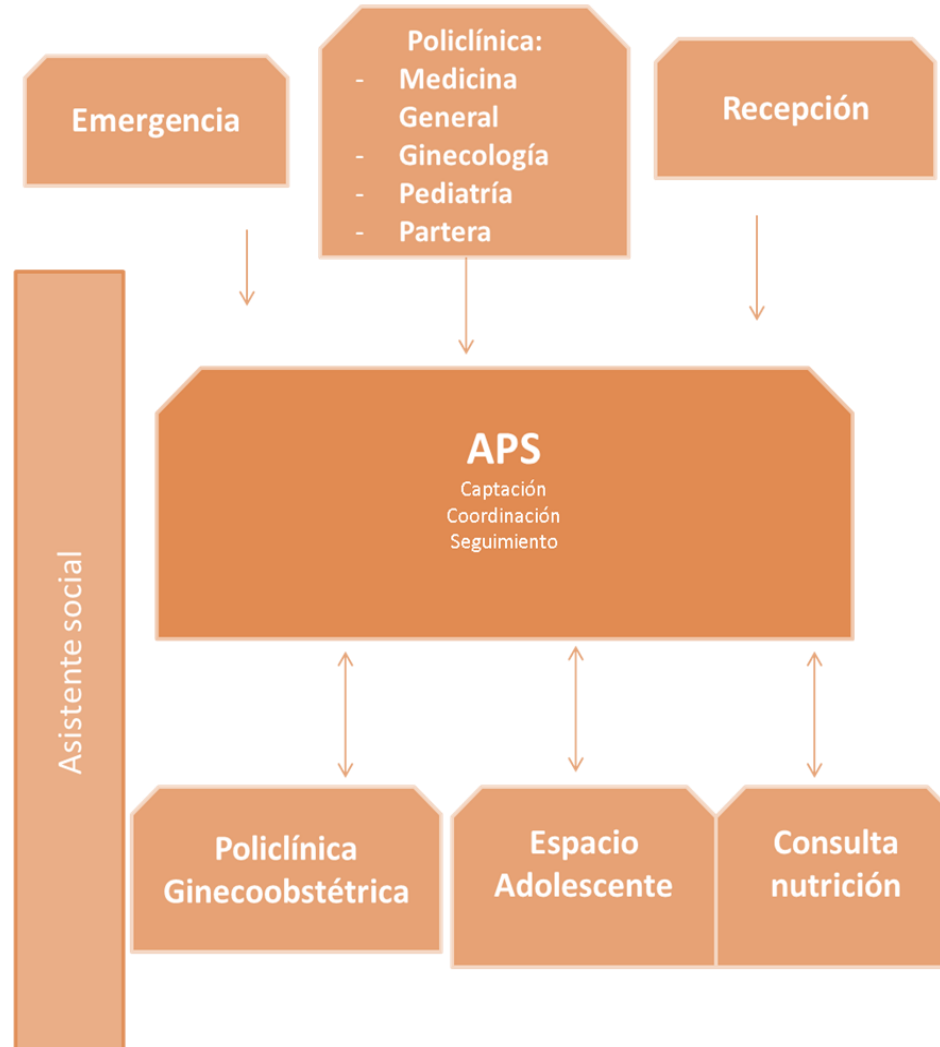 Emergencia
Policlínica:
- Medicina
General
- Ginecología
- Pediatría
- Partera
Recepción
Asistente social
APS
Captación
Coordinación
Seguimiento
Policlínica
Ginecoobstétrica
Espacio
Adolescente
Consulta
nutrición